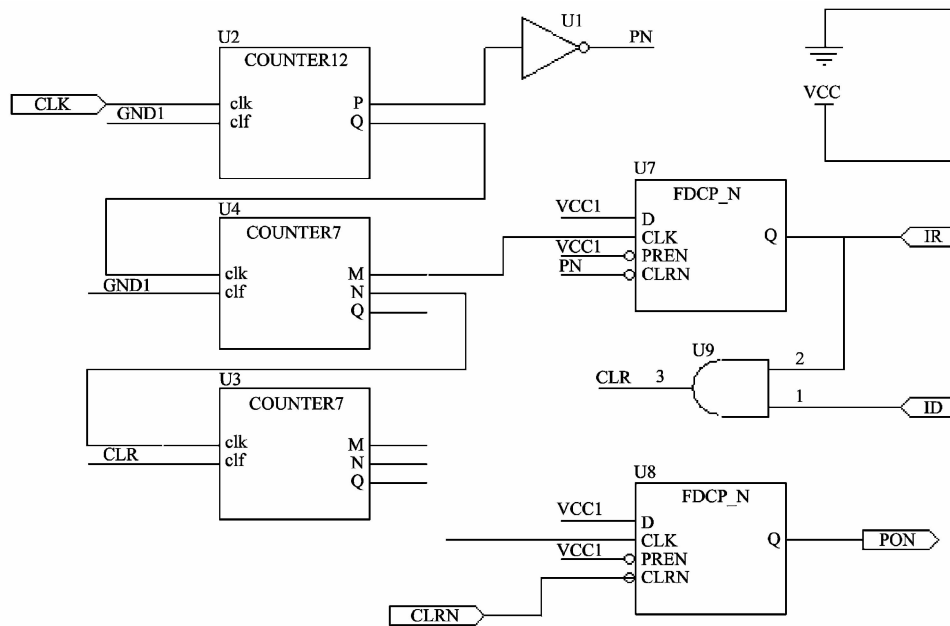 U1
PN
U2
COUNTER12
CLK
clk
P
GND1
clf
Q
VCC
U7
FDCP_N
VCC1
D
CLK
Q
IR
VCC1
PREN
PN
CLRN
U4
COUNTER7
clk
M
GND1
clf
N
Q
U9
CLR
3
2
1
ID
U3
COUNTER7
clk
M
CLR
clf
N
Q
U8
FDCP_N
VCC1
D
CLK
Q
PON
VCC1
PREN
CLRN
CLRN